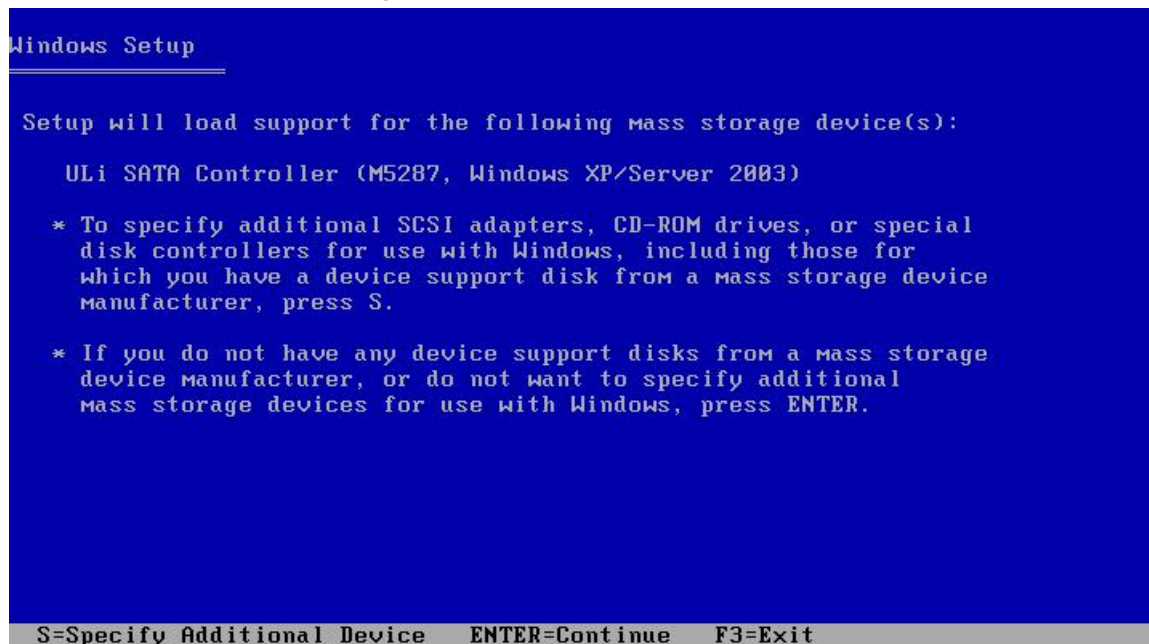 Windows Setup
Setup will load support for the following mass storage device(s):
ULi SATA Controller (M5287, Windows XP/Server 2003)
* To specify additional SCSI adapters, CD-ROM drives, or special
disk controllers for use with Windows, including those for
which you have a device support disk from a mass storage device
manufacturer, press S.
* If you do not have any device support disks from a mass storage
device manufacturer, or do not want to specify additional
mass storage devices for use with Windows, press ENTER.
S=Specify Additional Device ENTER=Continue F3=Exit